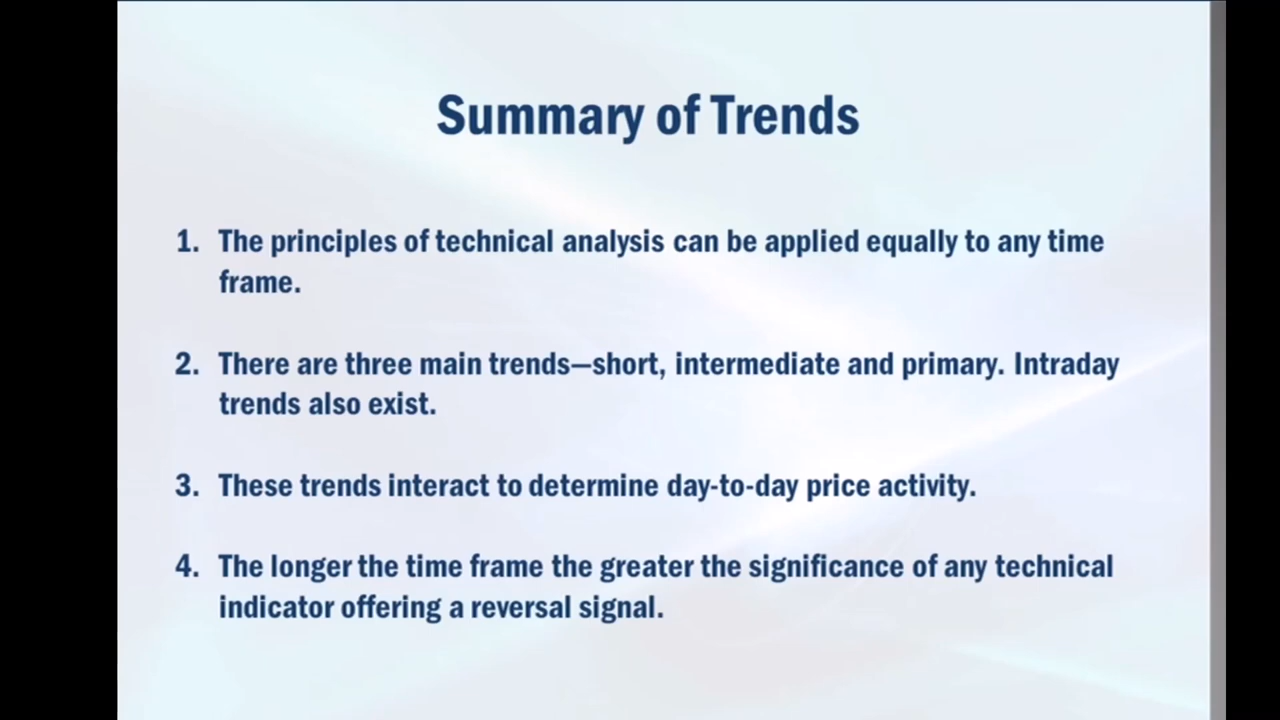 Summary of Trends
1. The principles of technical analysis can be applied equally to any time
frame.
2. There are three main trends—short, intermediate and primary. Intraday
trends also exist.
3. These trends interact to determine day-to-day price activity.
4. The longer the time frame the greater the significance of any technical
indicator offering a reversal signal.